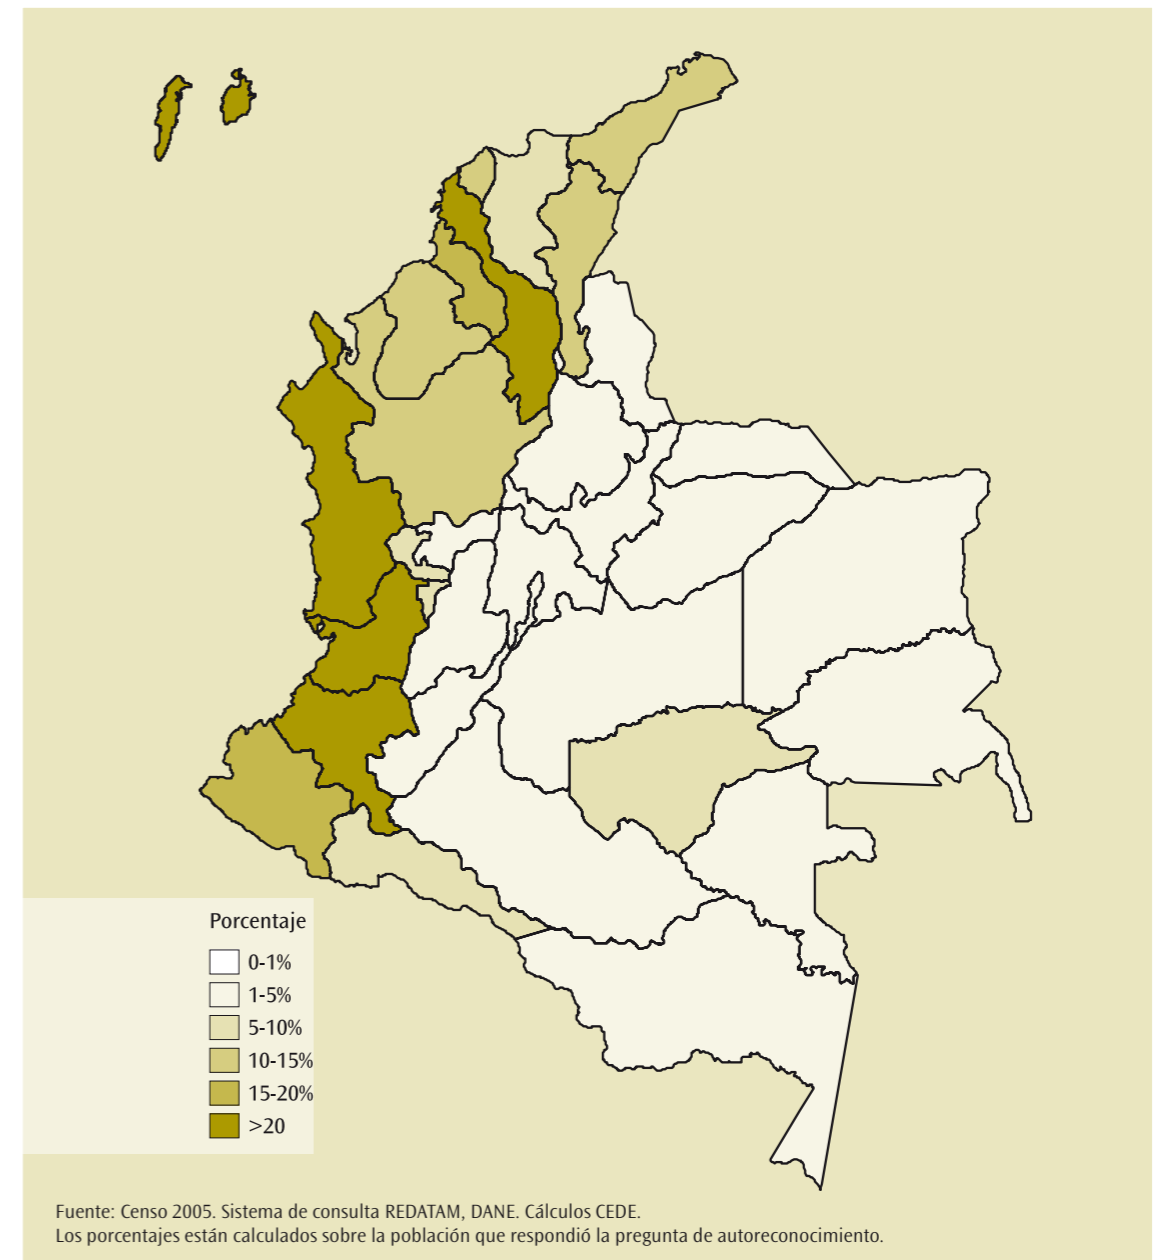 Porcentaje
0-1%
1-5%
5-10%
10-15%
15-20%
>20
Fuente: Censo 2005. Sistema de consulta REDATAM, DANE. Cálculos CEDE.
Los porcentajes están calculados sobre la población que respondió la pregunta de autoreconocimiento.